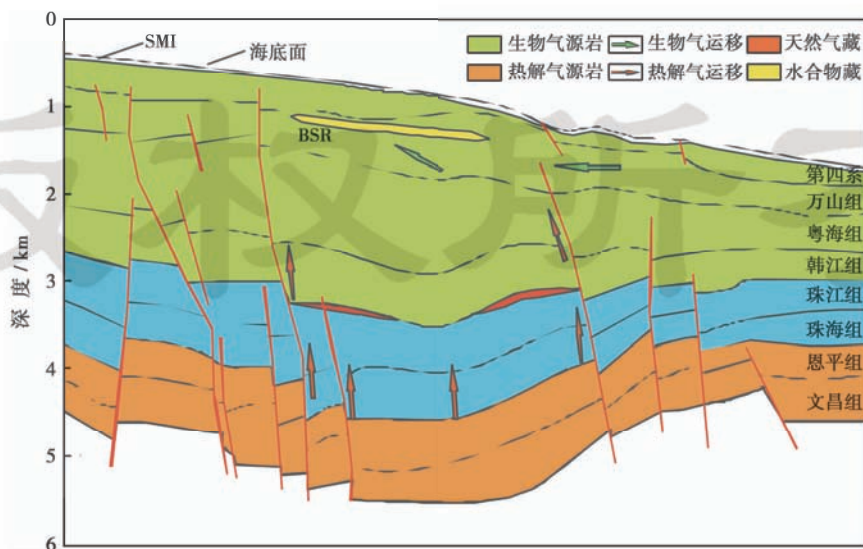 0
SMI
海底面
生物气源岩
生物气运移
天然气藏
热解气源岩
热解气运移
水合物藏
1
BSR
第四系
2
万山组
粤海组
韩江组
3
珠江组
珠海组
4
恩平组
文昌组
5
6
深度/km
版权所